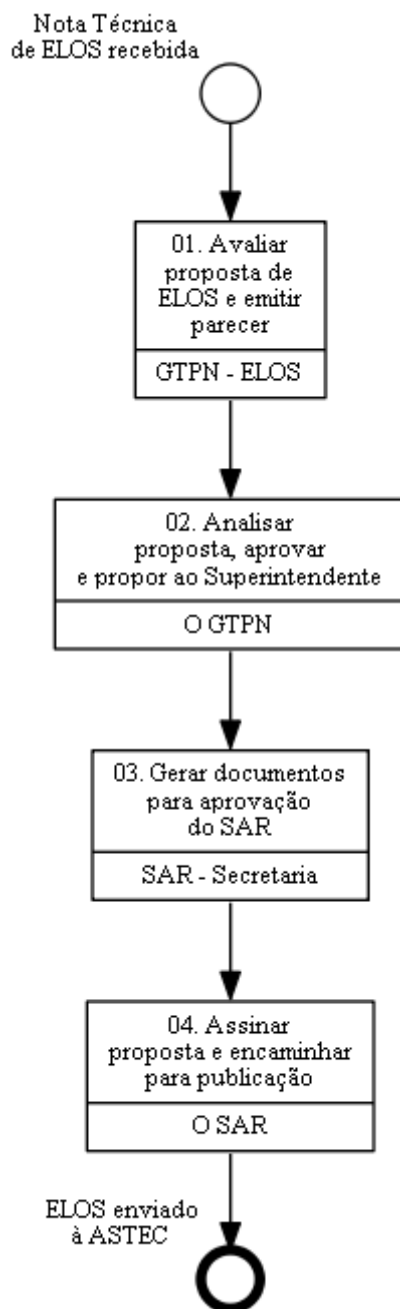 Nota Técnica
de ELOS recebida
01. Avaliar
proposta de
ELOS e emitir
parecer
GTPN - ELOS
02. Analisar
proposta, aprovar
e propor ao Superintendente
O GTPN
03. Gerar documentos
para aprovação
do SAR
SAR - Secretaria
04. Assinar
proposta e encaminhar
para publicação
O SAR
ELOS enviado
à ASTEC